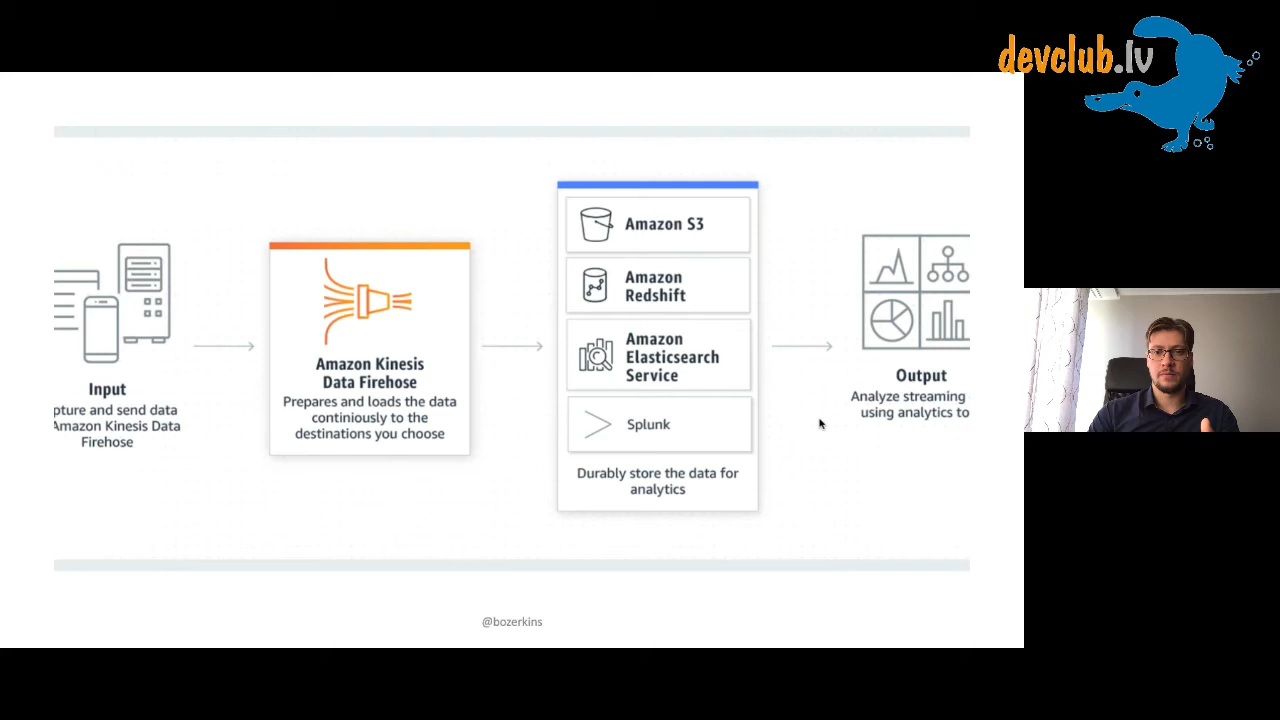 devclub.lv
Input
pture and send data
Amazon Kinesis Data
Firehose
Amazon Kinesis
Data Firehose
Prepares and loads the data
continiously to the
destinations you choose
Amazon S3
Amazon
Redshift
Amazon
Elasticsearch
Service
Splunk
Durably store the data for
analytics
Output
Analyze streaming
using analytics to
@bozerkins